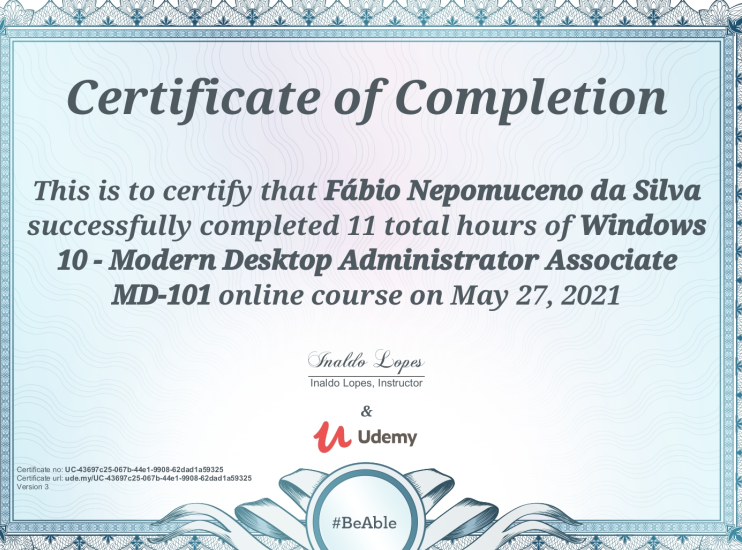 Certificate of Completion
This is to certify that Fábio Nepomuceno da Silva
successfully completed 11 total hours of Windows
10 - Modern Desktop Administrator Associate
MD-101 online course on May 27, 2021
Inaldo Lopes
Inaldo Lopes, Instructor
&
Udemy
Certificate no: UC-43697c25-067b-44e1-9908-62dad1a59325
Certificate url: ude.my/UC-43697c25-067b-44e1-9908-62dad1a59325
Version 3
#BeAble